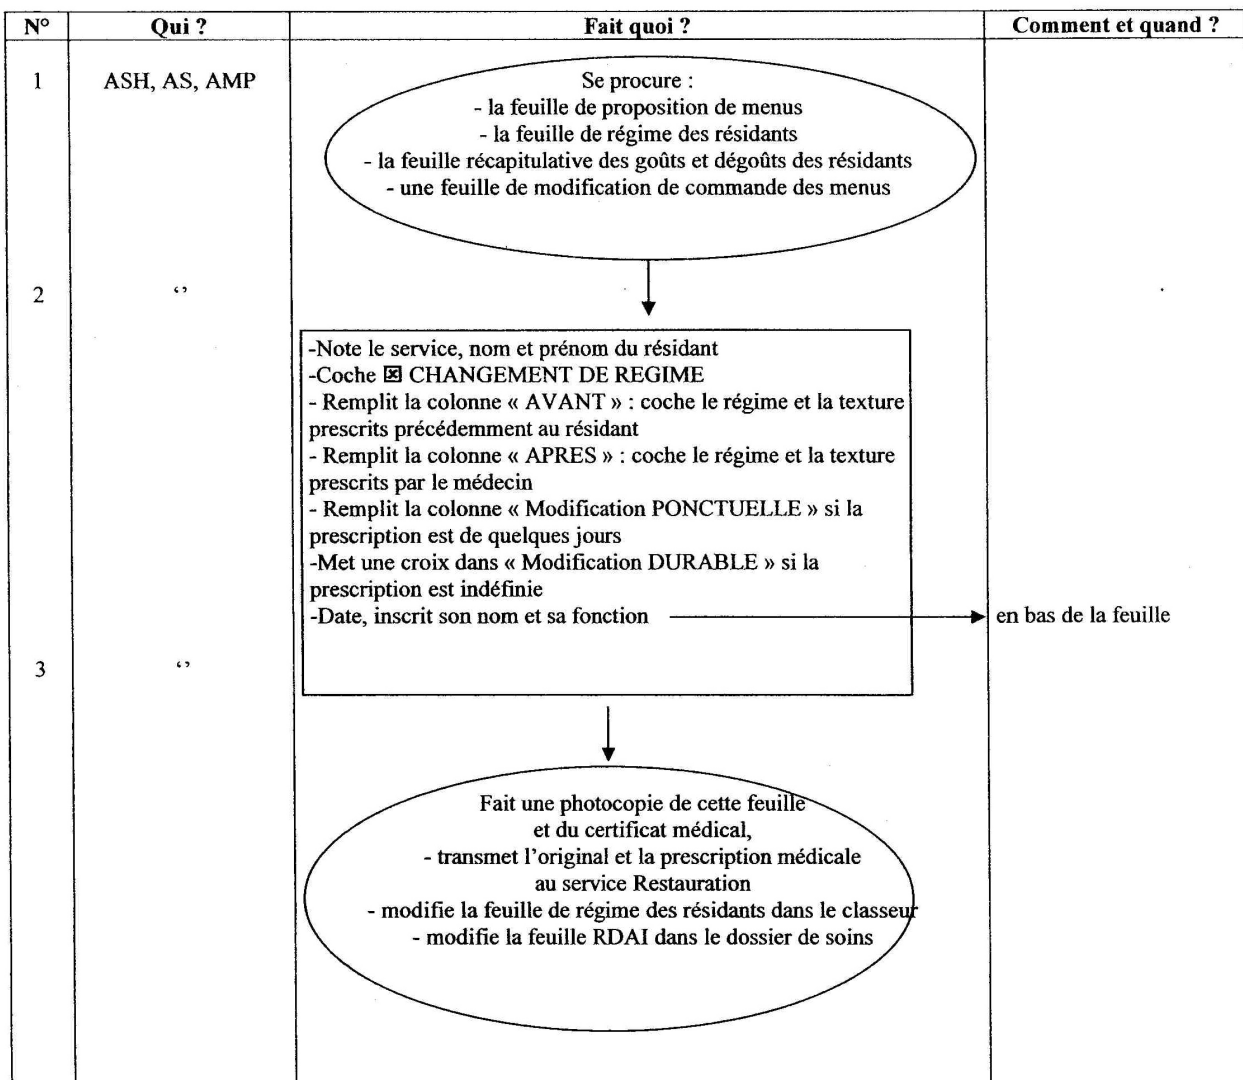 N° Qui ? Fait quoi ? Comment et quand ?
1 ASH, AS, AMP Se procure :
- la feuille de proposition de menus
- la feuille de régime des résidants
- la feuille récapitulative des goûts et dégoûts des résidants
- une feuille de modification de commande des menus
2 ‘’
-Note le service, nom et prénom du résidant
-Coche ☒ CHANGEMENT DE REGIME
- Remplit la colonne « AVANT » : coche le régime et la texture
prescrits précédemment au résidant
- Remplit la colonne « APRES » : coche le régime et la texture
prescrits par le médecin
- Remplit la colonne « Modification PONCTUELLE » si la
prescription est de quelques jours
-Met une croix dans « Modification DURABLE » si la
prescription est indéfinie
-Date, inscrit son nom et sa fonction en bas de la feuille
3 ‘’
Fait une photocopie de cette feuille
et du certificat médical,
- transmet l’original et la prescription médicale
au service Restauration
- modifie la feuille de régime des résidants dans le classeur
- modifie la feuille RDAI dans le dossier de soins